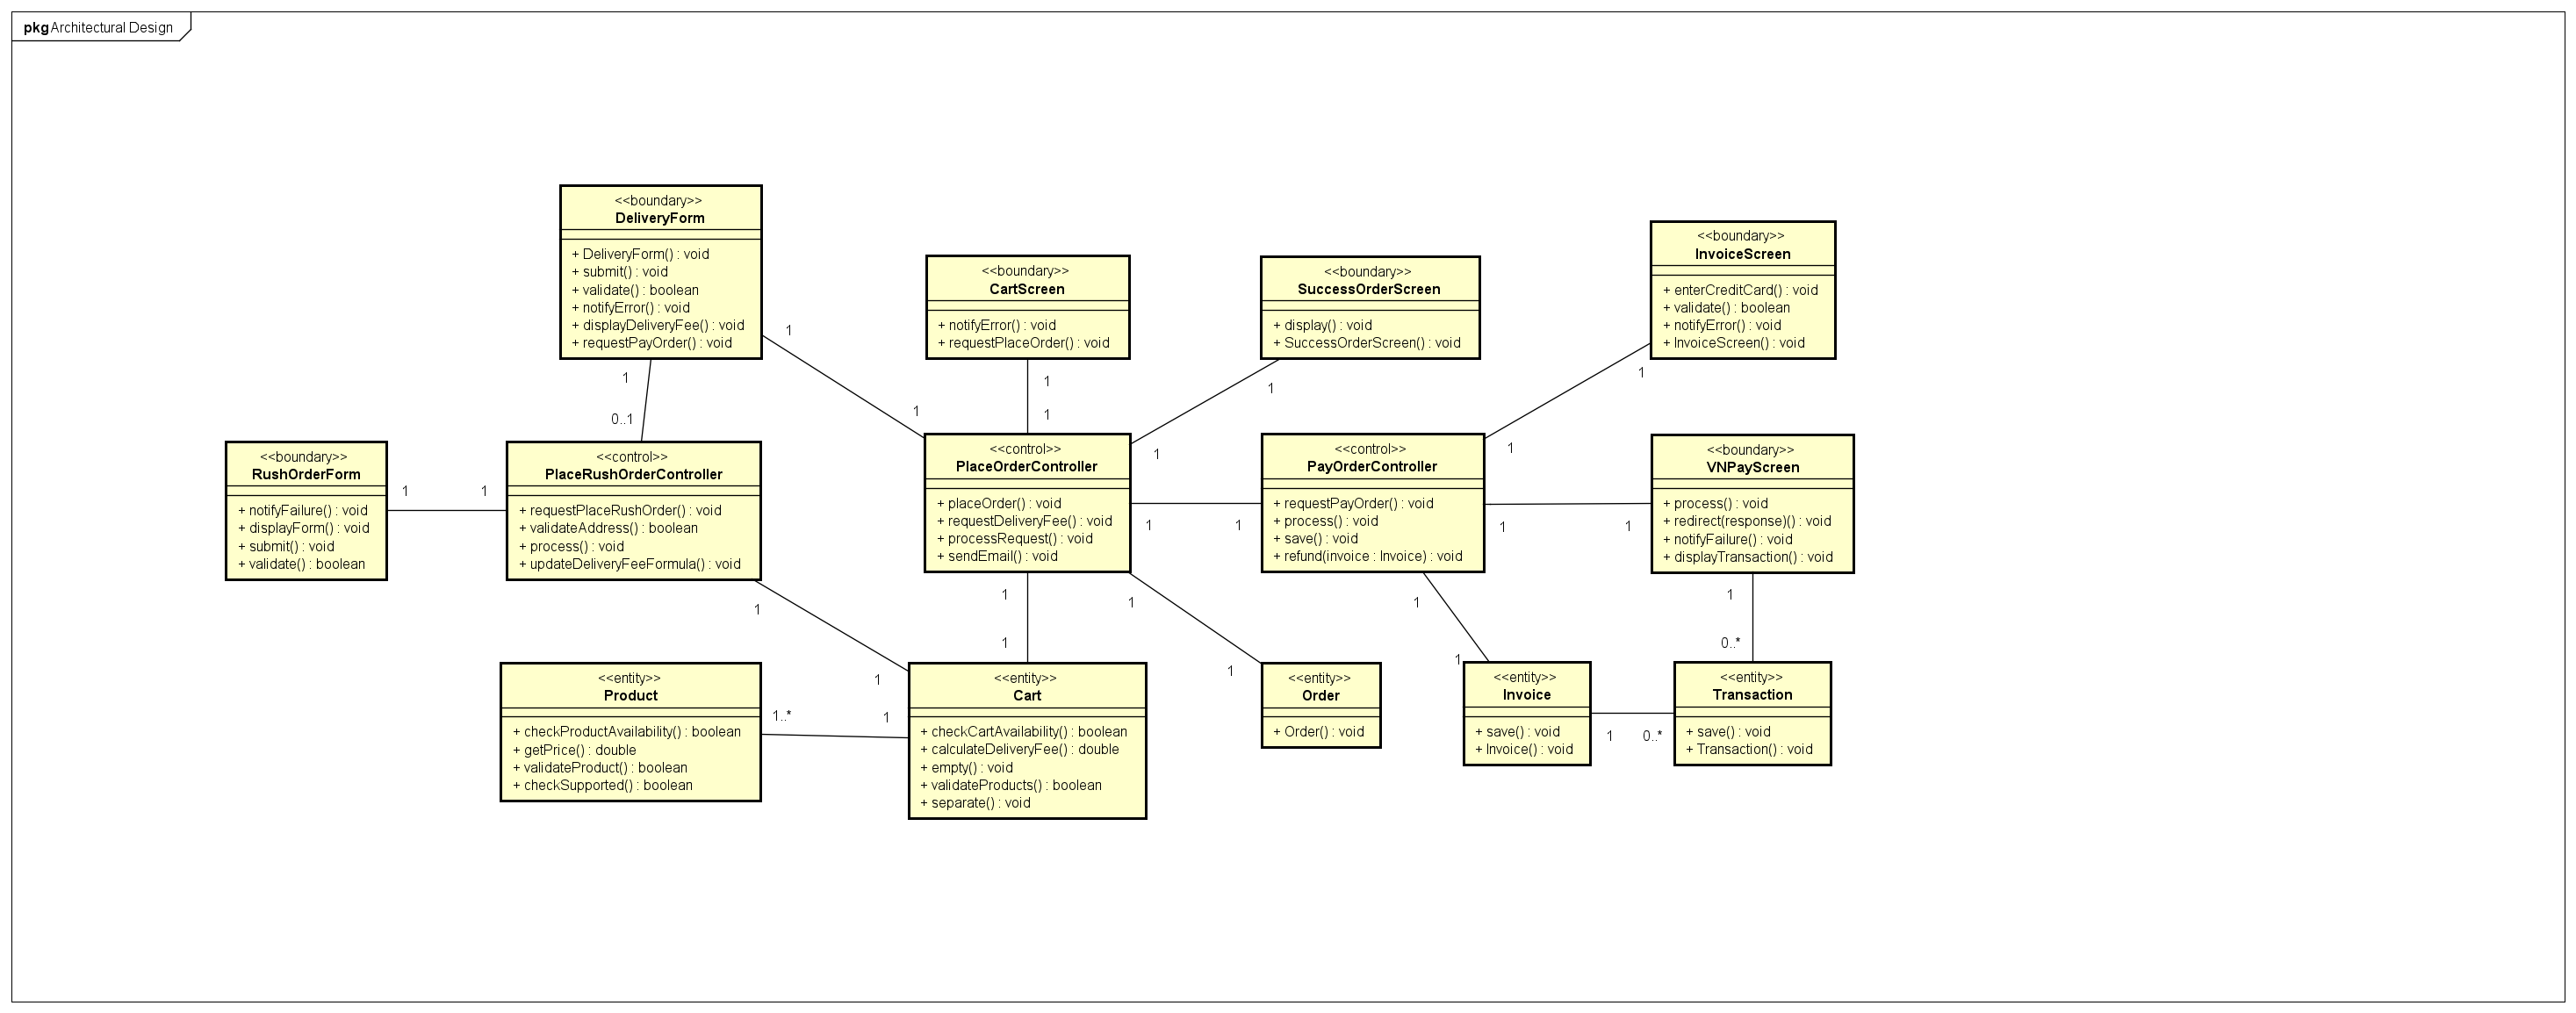 pkg Architectural Design
<<boundary>>
DeliveryForm
+ DeliveryForm() : void
+ submit() : void
+ validate() : boolean
+ notifyError() : void
+ displayDeliveryFee() : void
+ requestPayOrder() : void
<<boundary>>
CartScreen
+ notifyError() : void
+ requestPlaceOrder() : void
<<boundary>>
SuccessOrderScreen
+ display() : void
+ SuccessOrderScreen() : void
<<boundary>>
InvoiceScreen
+ enterCreditCard() : void
+ validate() : boolean
+ notifyError() : void
+ InvoiceScreen() : void
1
1
1
0..1
1
1
1
1
1
1
<<boundary>>
RushOrderForm
+ notifyFailure() : void
+ displayForm() : void
+ submit() : void
+ validate() : boolean
1
1
<<control>>
PlaceRushOrderController
+ requestPlaceRushOrder() : void
+ validateAddress() : boolean
+ process() : void
+ updateDeliveryFeeFormula() : void
<<control>>
PlaceOrderController
+ placeOrder() : void
+ requestDeliveryFee() : void
+ processRequest() : void
+ sendEmail() : void
1
1
<<control>>
PayOrderController
+ requestPayOrder() : void
+ process() : void
+ save() : void
+ refund(invoice : Invoice) : void
1
1
<<boundary>>
VNPayScreen
+ process() : void
+ redirect(response)() : void
+ notifyFailure() : void
+ displayTransaction() : void
1
1
1
1
1
1
1
1
1
0..*
<<entity>>
Product
+ checkProductAvailability() : boolean
+ getPrice() : double
+ validateProduct() : boolean
+ checkSupported() : boolean
1..*
1
<<entity>>
Cart
+ checkCartAvailability() : boolean
+ calculateDeliveryFee() : double
+ empty() : void
+ validateProducts() : boolean
+ separate() : void
<<entity>>
Order
+ Order() : void
<<entity>>
Invoice
+ save() : void
+ Invoice() : void
1
0..*
<<entity>>
Transaction
+ save() : void
+ Transaction() : void